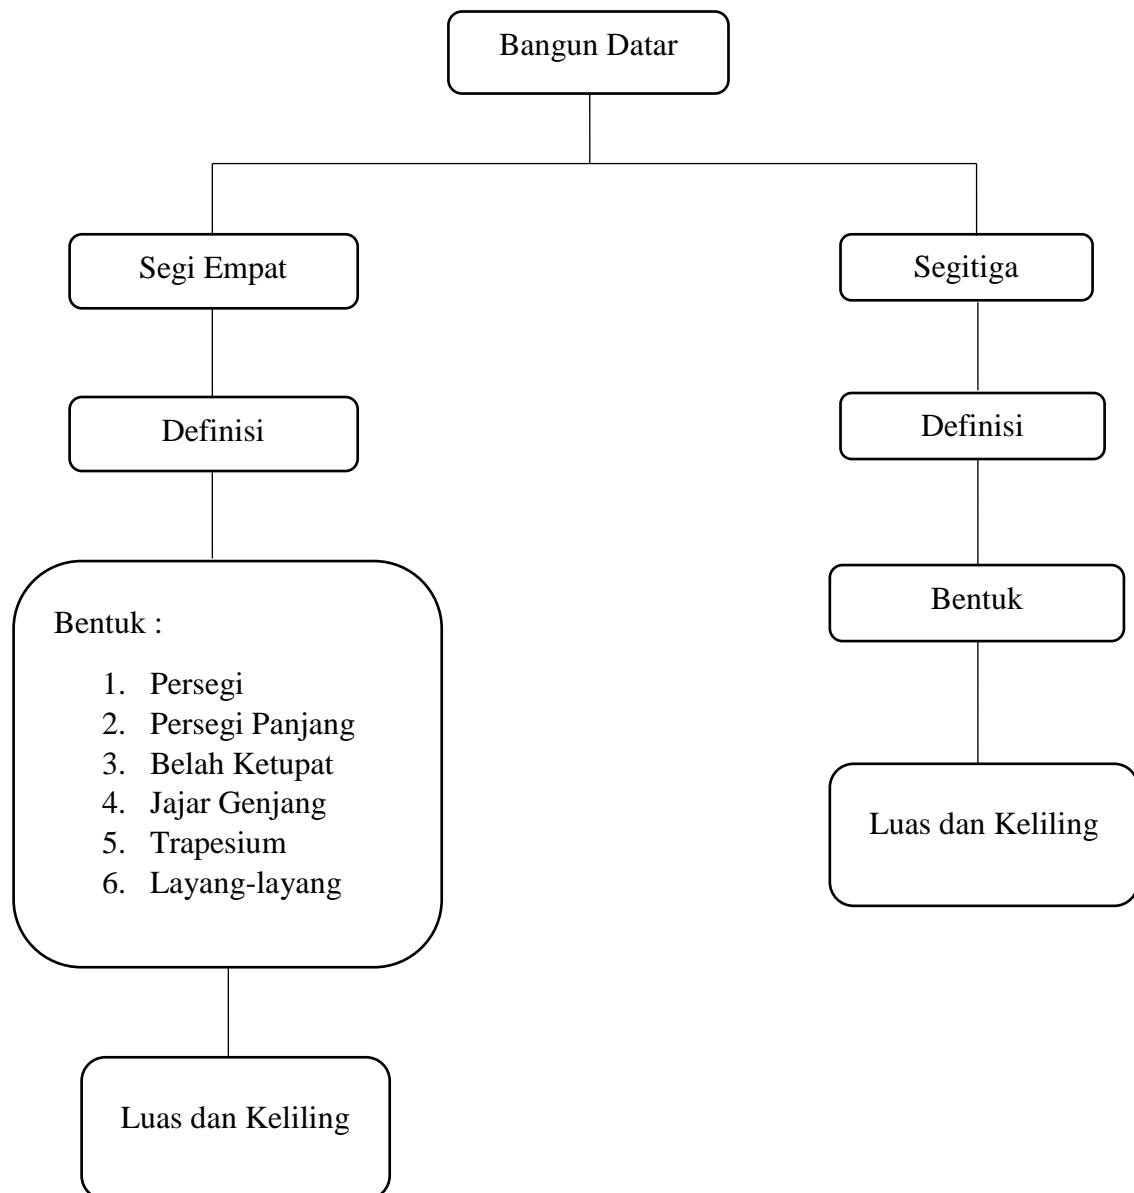 Bangun Datar
Segi Empat
Segitiga
Definisi
Definisi
Bentuk :
1. Persegi
2. Persegi Panjang
3. Belah Ketupat
4. Jajar Genjang
5. Trapesium
6. Layang-layang
Bentuk
Luas dan Keliling
Luas dan Keliling